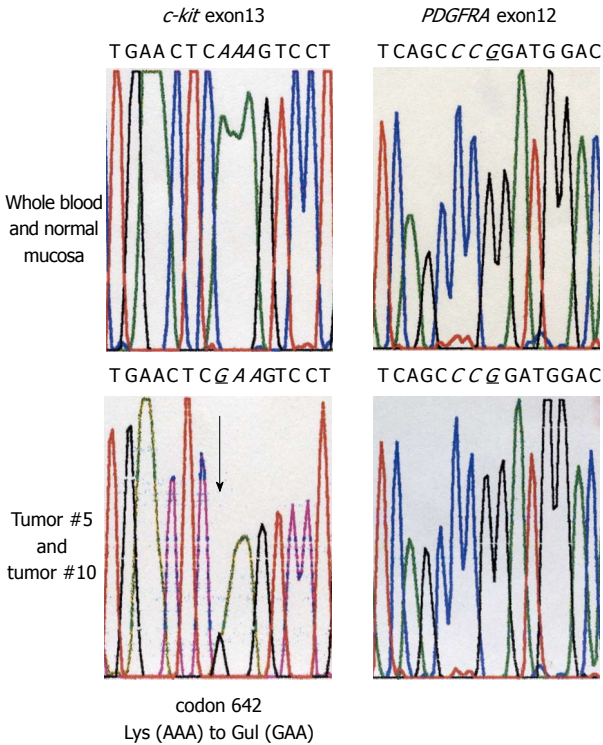 c-kit exon13
PDGFRA exon12
T G A A C T C A A A G T C C T
T C A G C C C G G A T G G A C
Whole blood
and normal
mucosa
T G A A C T C G A A G T C C T
T C A G C C C G G A T G G A C
Tumor #5
and
tumor #10
codon 642
Lys (AAA) to Gul (GAA)